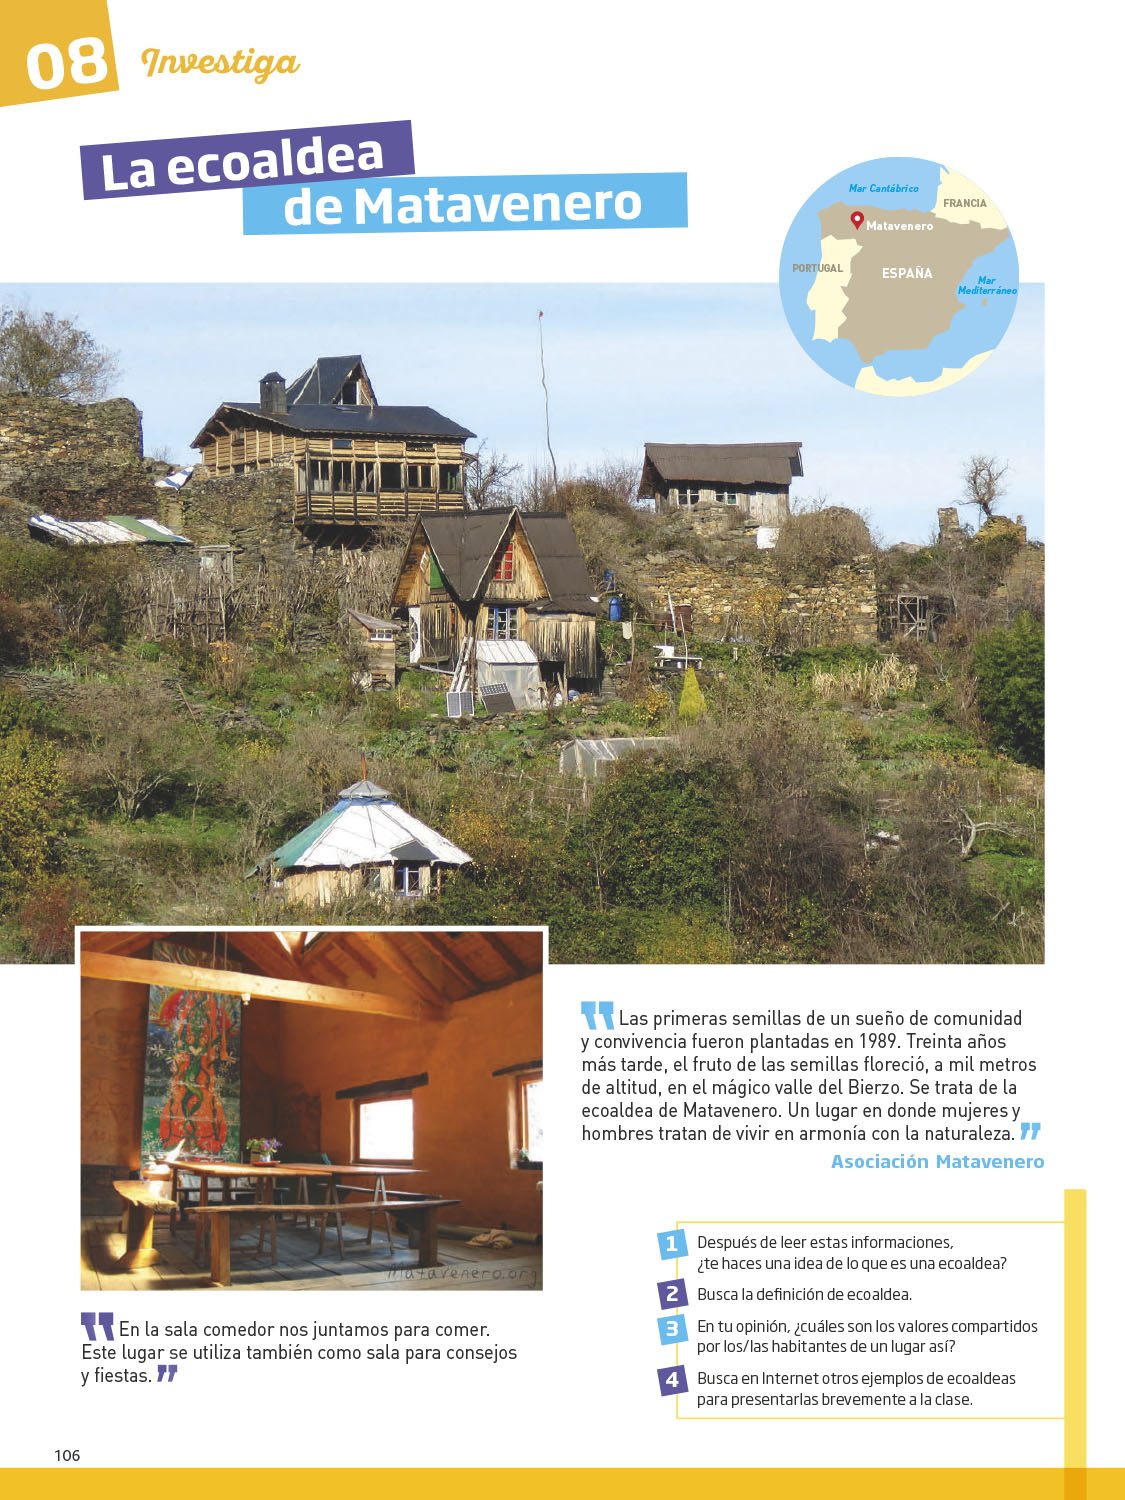 08
Investiga
La ecoaldea
de Matavenero
Mar Cantábrico
FRANCIA
Matavenero
PORTUGAL
ESPAÑA
Mar
Mediterráneo
Las primeras semillas de un sueño de comunidad
y convivencia fueron plantadas en 1989. Treinta años
más tarde, el fruto de las semillas floreció, a mil metros
de altitud, en el mágico valle del Bierzo. Se trata de la
ecoaldea de Matavenero. Un lugar en donde mujeres y
hombres tratan de vivir en armonía con la naturaleza.
Asociación Matavenero
Matavenero.org
En la sala comedor nos juntamos para comer.
Este lugar se utiliza también como sala para consejos
y fiestas.
1 Después de leer estas informaciones,
¿te haces una idea de lo que es una ecoaldea?
2 Busca la definición de ecoaldea.
3 En tu opinión, ¿cuáles son los valores compartidos
por los/las habitantes de un lugar así?
4 Busca en Internet otros ejemplos de ecoaldeas
para presentarlas brevemente a la clase.
106